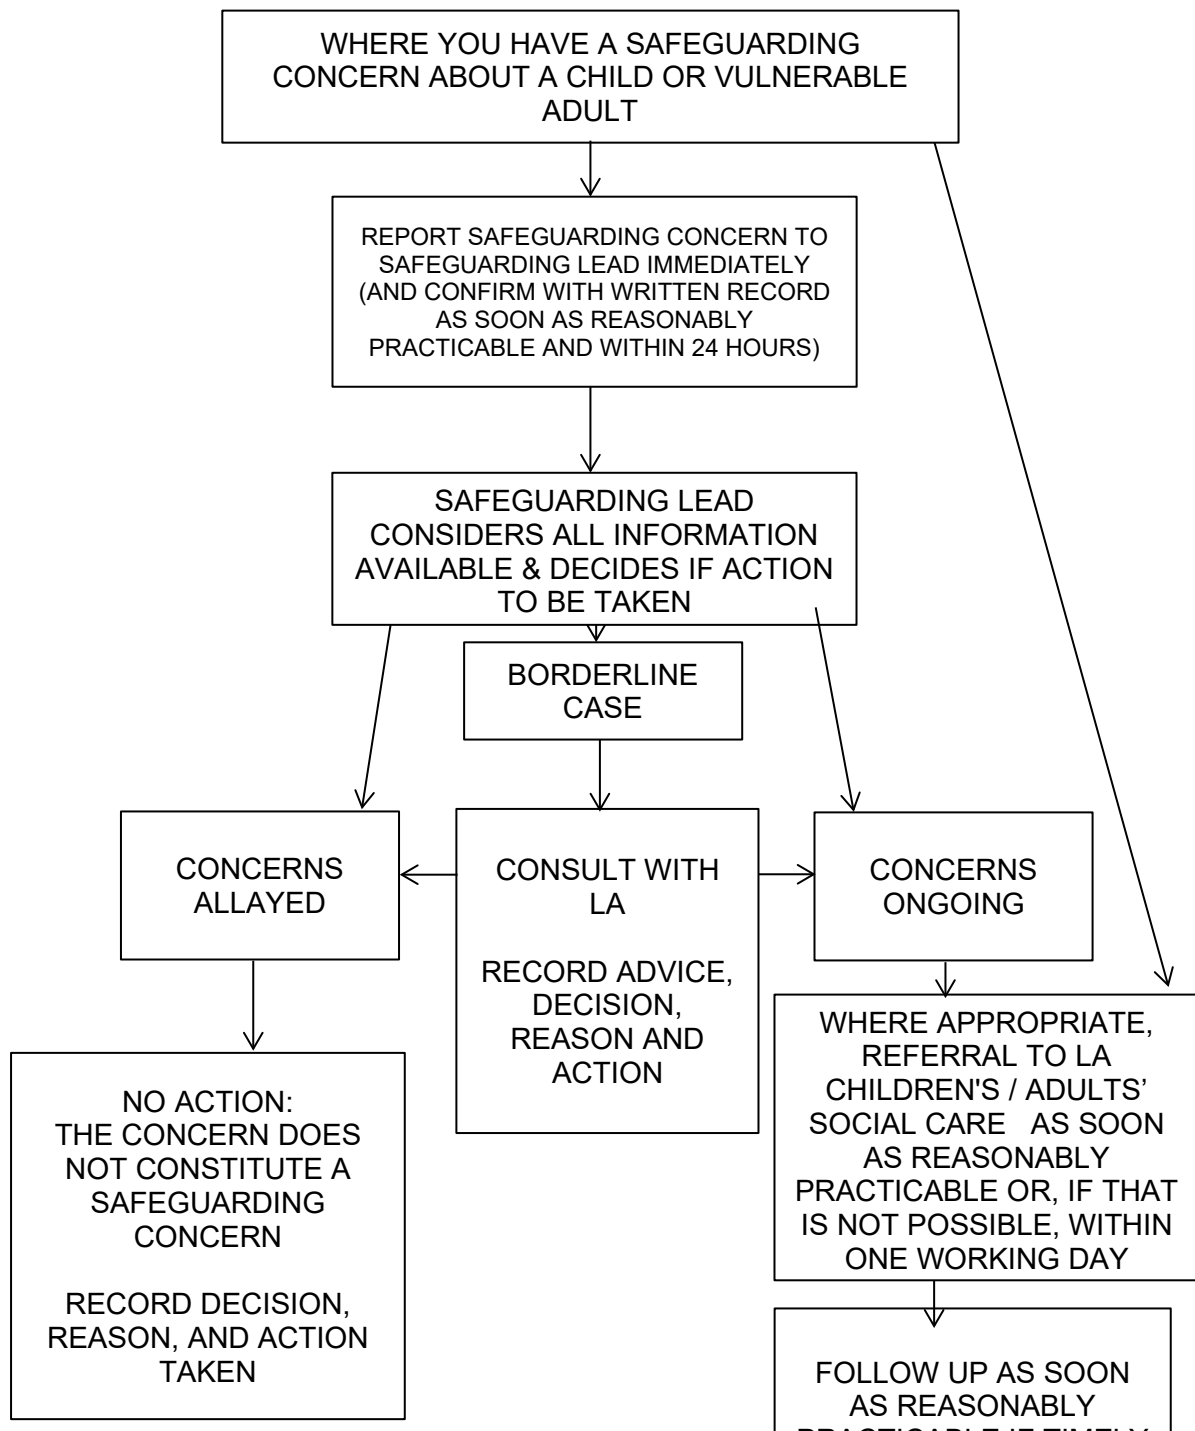 WHERE YOU HAVE A SAFEGUARDING
CONCERN ABOUT A CHILD OR VULNERABLE
ADULT
REPORT SAFEGUARDING CONCERN TO
SAFEGUARDING LEAD IMMEDIATELY
(AND CONFIRM WITH WRITTEN RECORD
AS SOON AS REASONABLY
PRACTICABLE AND WITHIN 24 HOURS)
SAFEGUARDING LEAD
CONSIDERS ALL INFORMATION
AVAILABLE & DECIDES IF ACTION
TO BE TAKEN
BORDERLINE
CASE
CONCERNS
ALLAYED
CONSULT WITH
LA
RECORD ADVICE,
DECISION,
REASON AND
ACTION
CONCERNS
ONGOING
NO ACTION:
THE CONCERN DOES
NOT CONSTITUTE A
SAFEGUARDING
CONCERN
RECORD DECISION,
REASON, AND ACTION
TAKEN
WHERE APPROPRIATE,
REFERRAL TO LA
CHILDREN'S / ADULTS’
SOCIAL CARE   AS SOON
AS REASONABLY
PRACTICABLE OR, IF THAT
IS NOT POSSIBLE, WITHIN
ONE WORKING DAY
FOLLOW UP AS SOON
AS REASONABLY
PRACTICABLE IF TIMELY